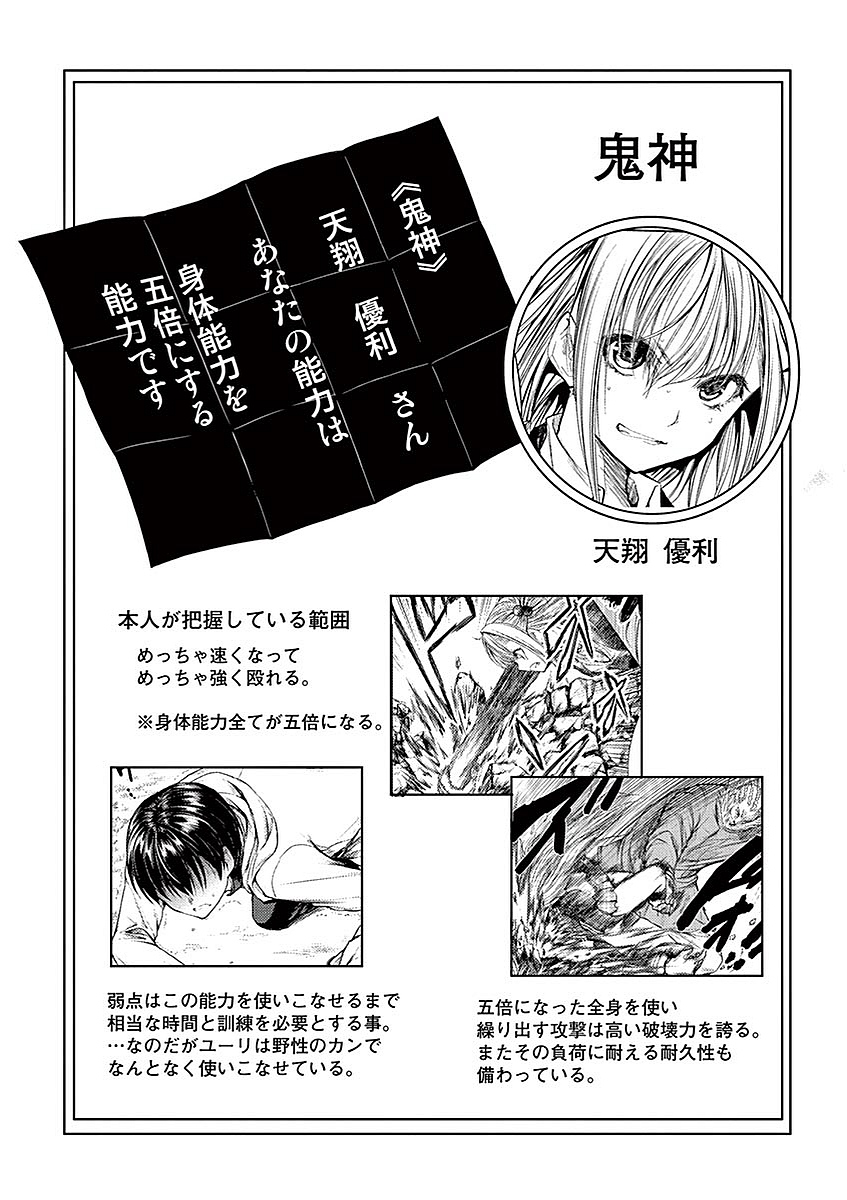 鬼神
《鬼神》
天翔 優利 さん
あなたの能力は
身体能力を
五倍にする
能力です
天翔 優利
本人が把握している範囲
めっちゃ速くなって
めっちゃ強く殴れる。
※身体能力全てが五倍になる。
弱点はこの能力を使いこなせるまで
相当な時間と訓練を必要とする事。
…なのだがユーリは野性のカンで
なんとなく使いこなせている。
五倍になった全身を使い
繰り出す攻撃は高い破壊力を誇る。
またその負荷に耐える耐久性も
備わっている。